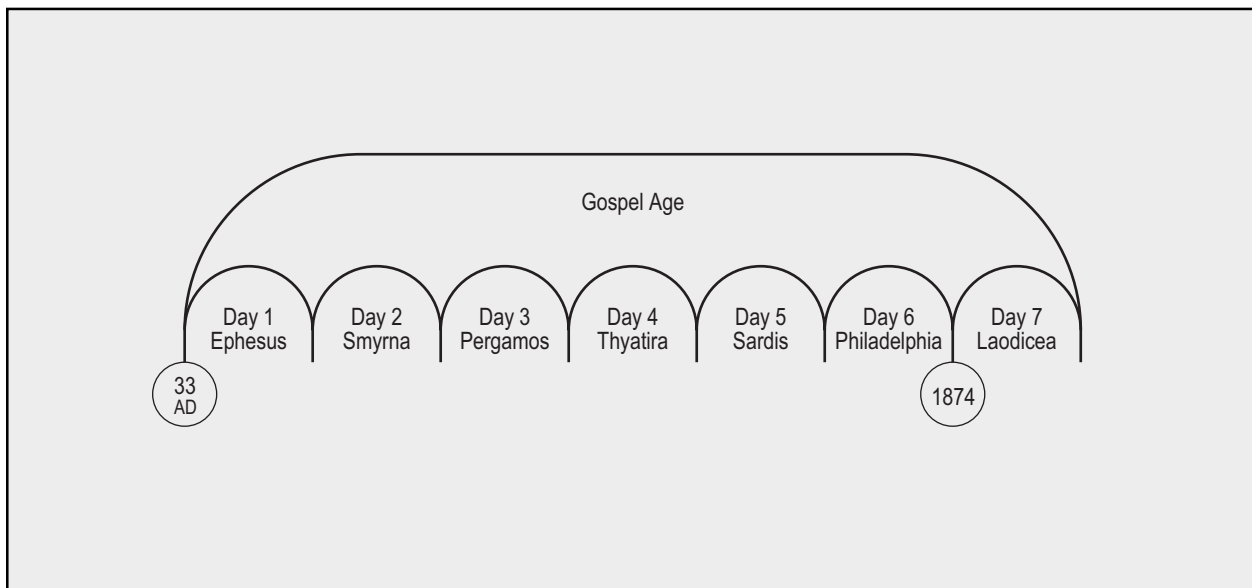 Gospel Age
Day 1
Ephesus
Day 2
Smyrna
Day 3
Pergamos
Day 4
Thyatira
Day 5
Sardis
Day 6
Philadelphia
Day 7
Laodicea
33
AD
1874